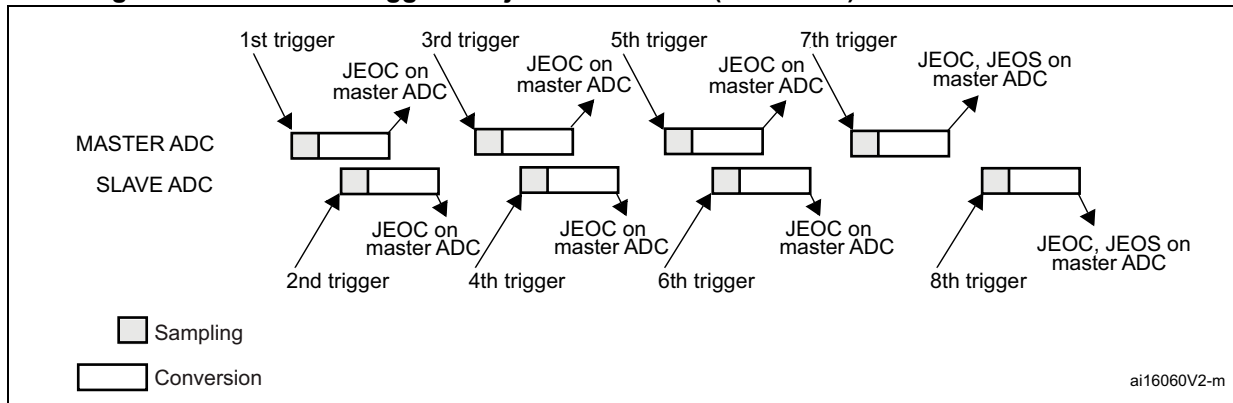 1st trigger
3rd trigger
5th trigger
7th trigger
JEOC on
master ADC
JEOC on
master ADC
JEOC on
master ADC
JEOC, JEOS on
master ADC
MASTER ADC
SLAVE ADC
JEOC on
master ADC
JEOC on
master ADC
JEOC on
master ADC
JEOC, JEOS on
master ADC
2nd trigger
4th trigger
6th trigger
8th trigger
Sampling
Conversion
ai16060V2-m